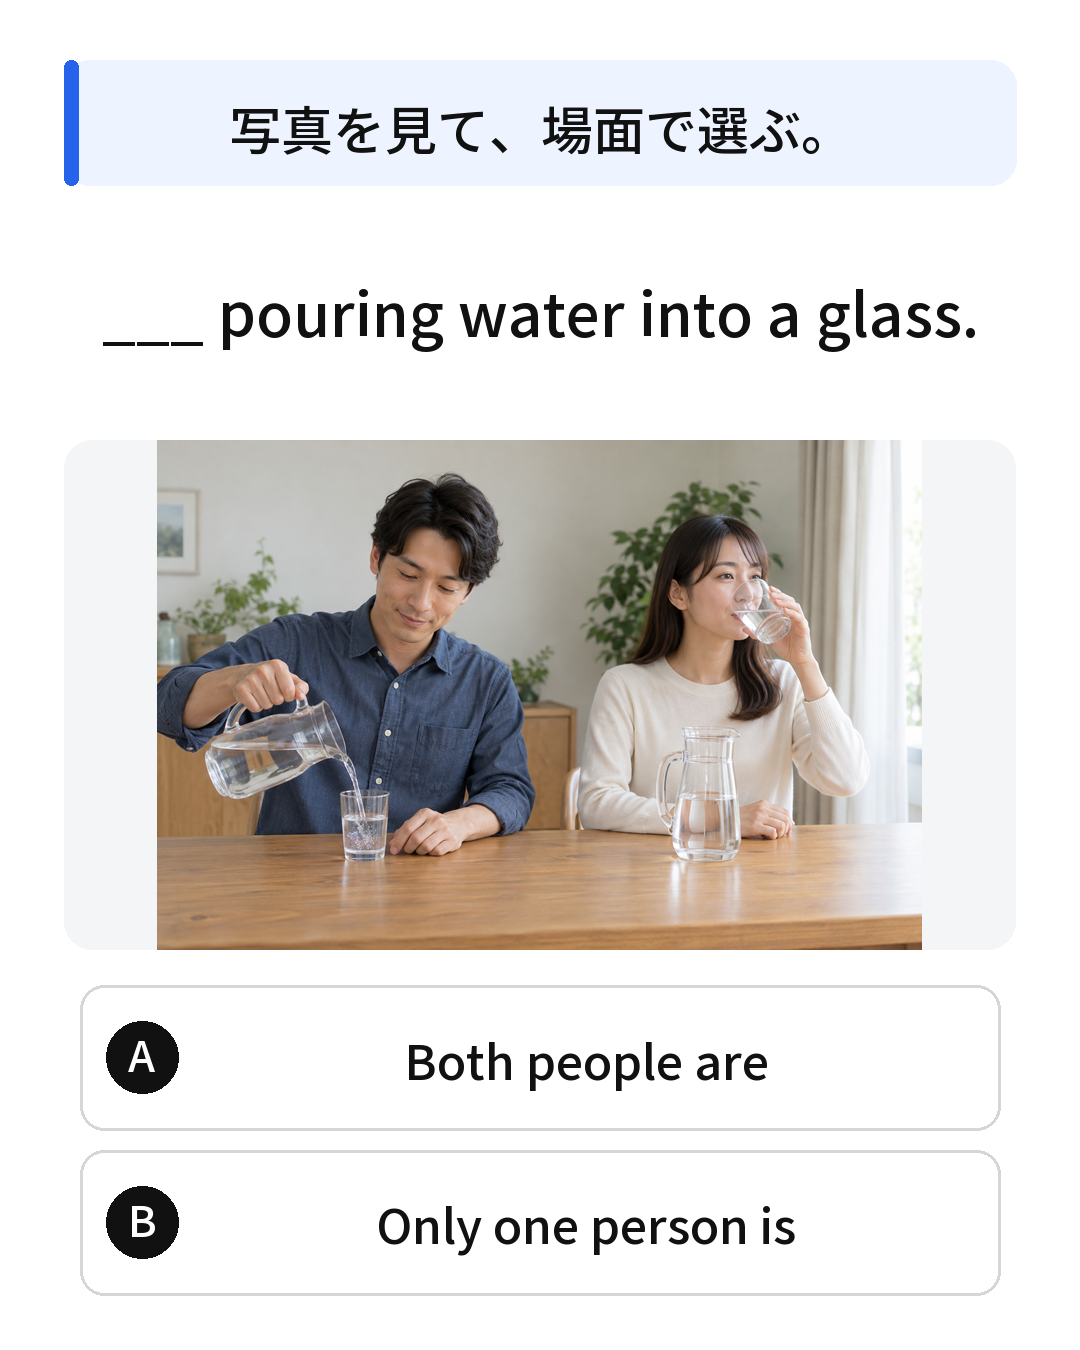 写真を見て、場面で選ぶ。
___ pouring water into a glass.
A
Both people are
B
Only one person is